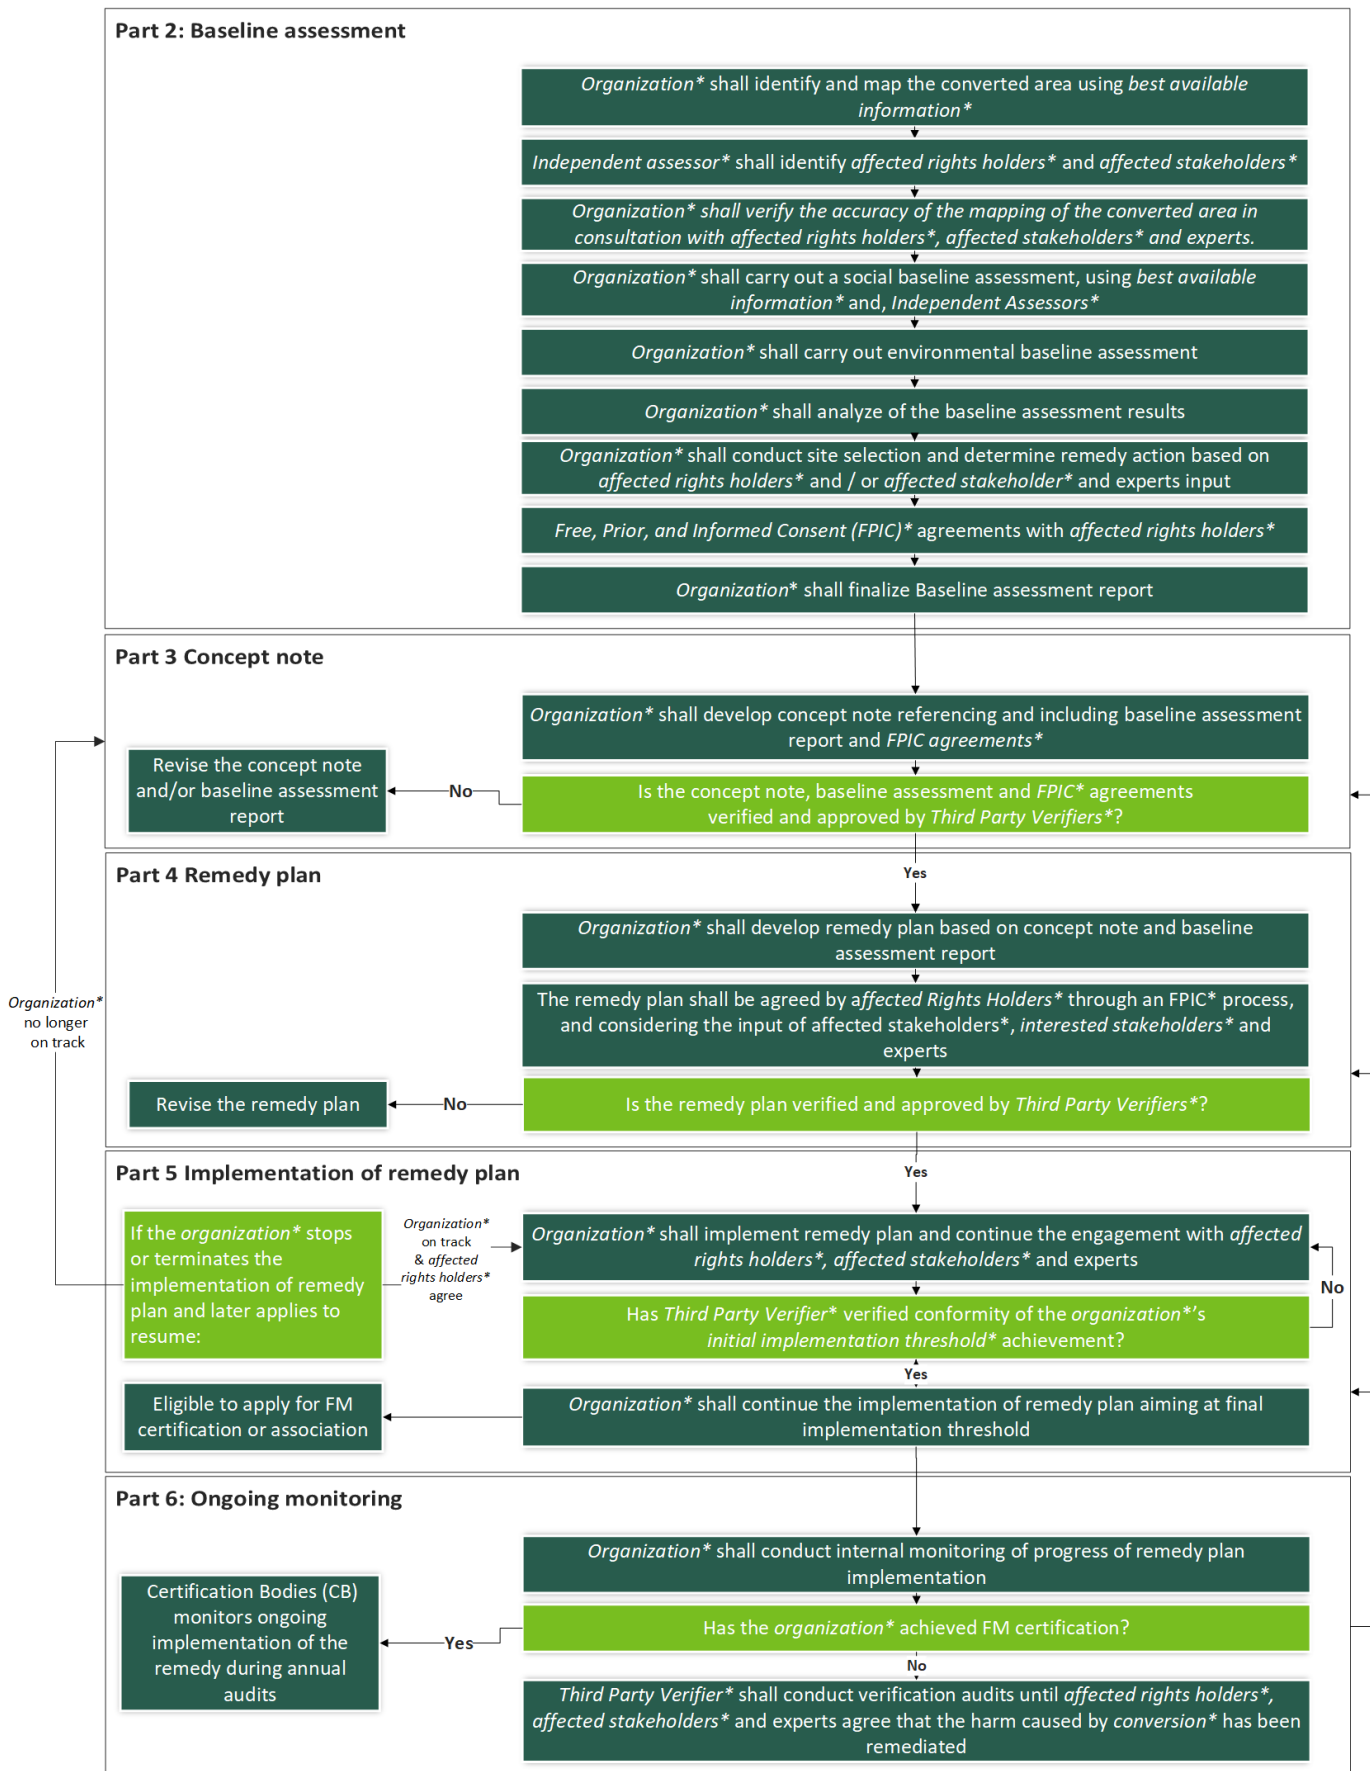 Part 2: Baseline assessment
Organization* shall identify and map the converted area using best available
information*
Independent assessor* shall identify affected rights holders* and affected stakeholders*
Organization* shall verify the accuracy of the mapping of the converted area in
consultation with affected rights holders*, affected stakeholders* and experts.
Organization* shall carry out a social baseline assessment, using best available
information* and, Independent Assessors*
Organization* shall carry out environmental baseline assessment
Organization* shall analyze of the baseline assessment results
Organization* shall conduct site selection and determine remedy action based on
affected rights holders* and / or affected stakeholder* and experts input
Free, Prior, and Informed Consent (FPIC)* agreements with affected rights holders*
Organization* shall finalize Baseline assessment report
Part 3 Concept note
Organization* shall develop concept note referencing and including baseline assessment
report and FPIC agreements*
Revise the concept note
and/or baseline assessment
report
No
Is the concept note, baseline assessment and FPIC* agreements
verified and approved by Third Party Verifiers*?
Yes
Part 4 Remedy plan
Organization* shall develop remedy plan based on concept note and baseline
assessment report
The remedy plan shall be agreed by affected Rights Holders* through an FPIC* process,
and considering the input of affected stakeholders*, interested stakeholders* and
experts
Organization*
no longer
on track
Revise the remedy plan
No
Is the remedy plan verified and approved by Third Party Verifiers*?
Yes
Part 5 Implementation of remedy plan
If the organization* stops
or terminates the
implementation of remedy
plan and later applies to
resume:
Organization*
on track
& affected
rights holders*
agree
Organization* shall implement remedy plan and continue the engagement with affected
rights holders*, affected stakeholders* and experts
No
Has Third Party Verifier* verified conformity of the organization*'s
initial implementation threshold* achievement?
Yes
Eligible to apply for FM
certification or association
Organization* shall continue the implementation of remedy plan aiming at final
implementation threshold
Part 6: Ongoing monitoring
Organization* shall conduct internal monitoring of progress of remedy plan
implementation
Certification Bodies (CB)
monitors ongoing
implementation of the
remedy during annual
audits
Yes
Has the organization* achieved FM certification?
No
Third Party Verifier* shall conduct verification audits until affected rights holders*,
affected stakeholders* and experts agree that the harm caused by conversion* has been
remediated